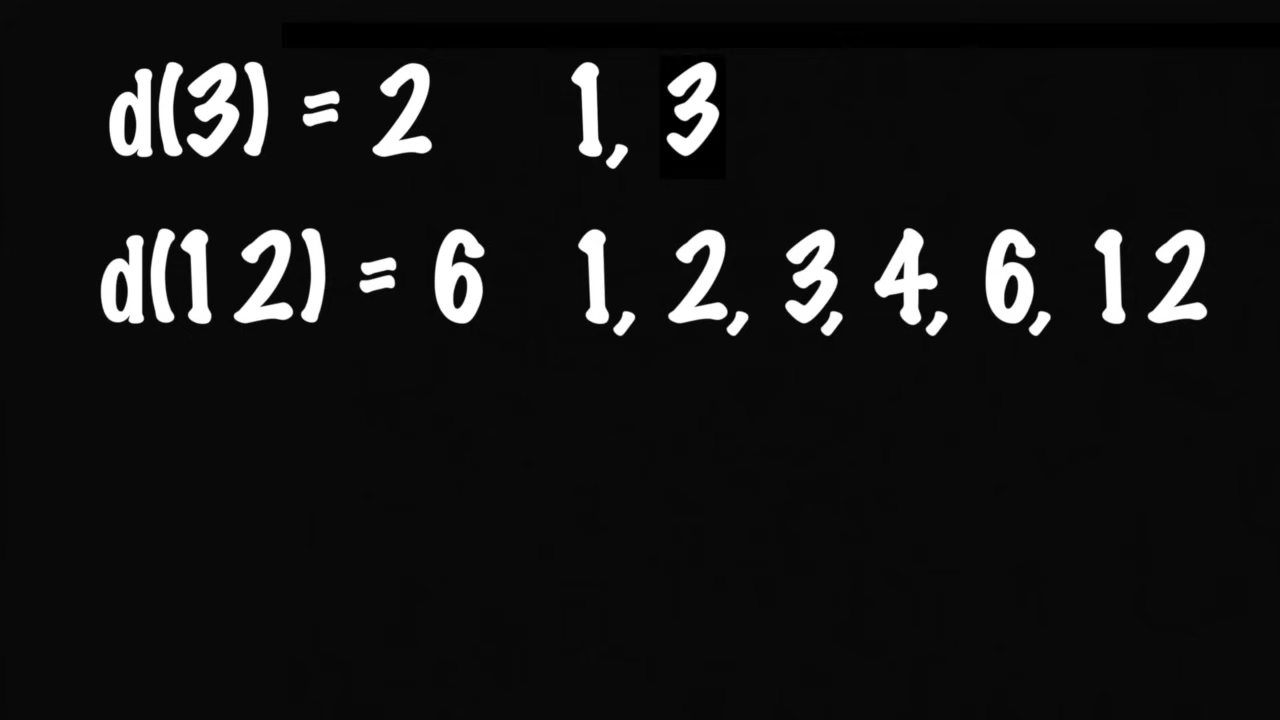 d(3) = 2 1, 3
d(12) = 6 1, 2, 3, 4, 6, 12